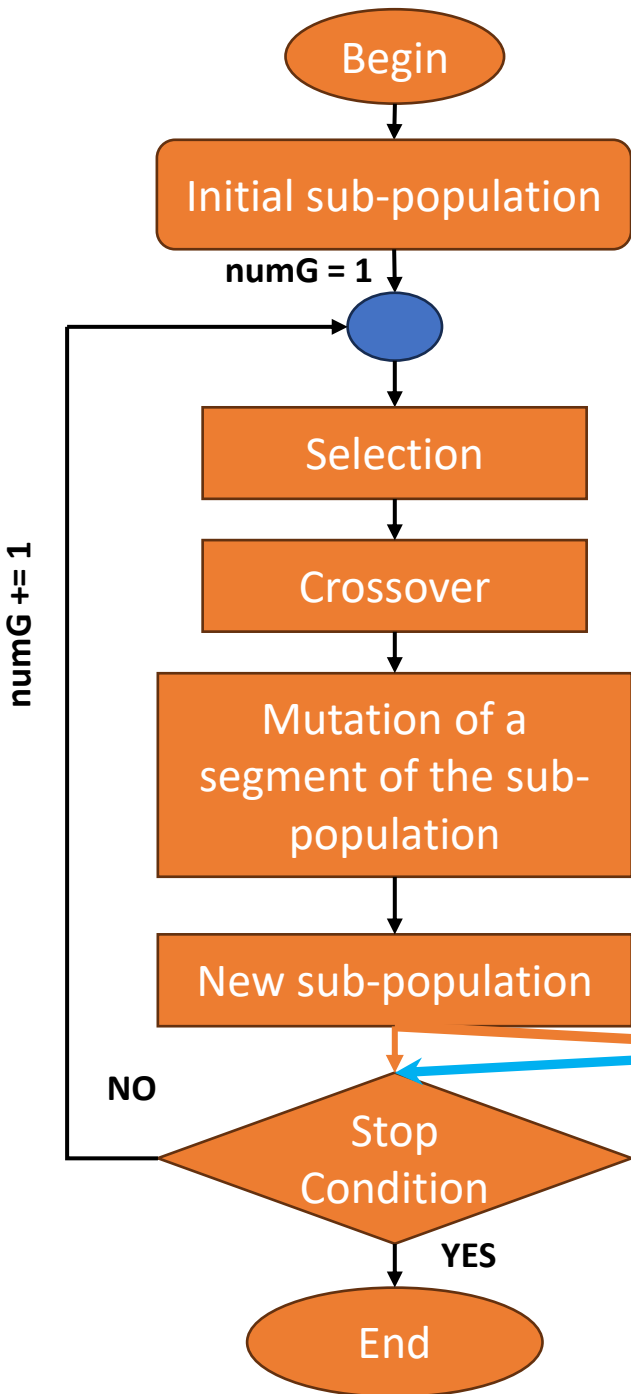 Begin
Initial sub-population
numG = 1
Selection
Crossover
numG += 1
Mutation of a
segment of the sub-
population
New sub-population
NO
Stop
Condition
YES
End